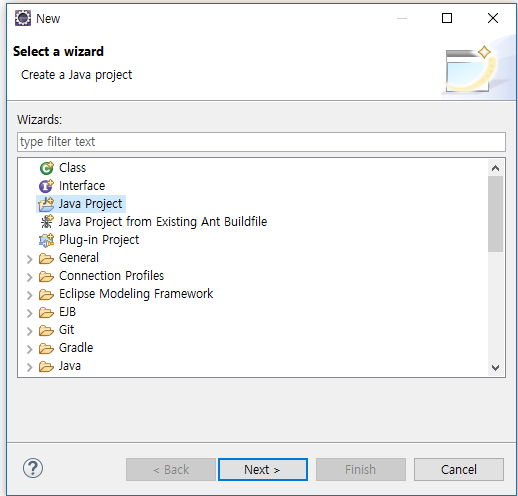 New
Select a wizard
Create a Java project
Wizards:
type filter text
Class
Interface
Java Project
Java Project from Existing Ant Buildfile
Plug-in Project
General
Connection Profiles
Eclipse Modeling Framework
EJB
Git
Gradle
Java
< Back
Next >
Finish
Cancel